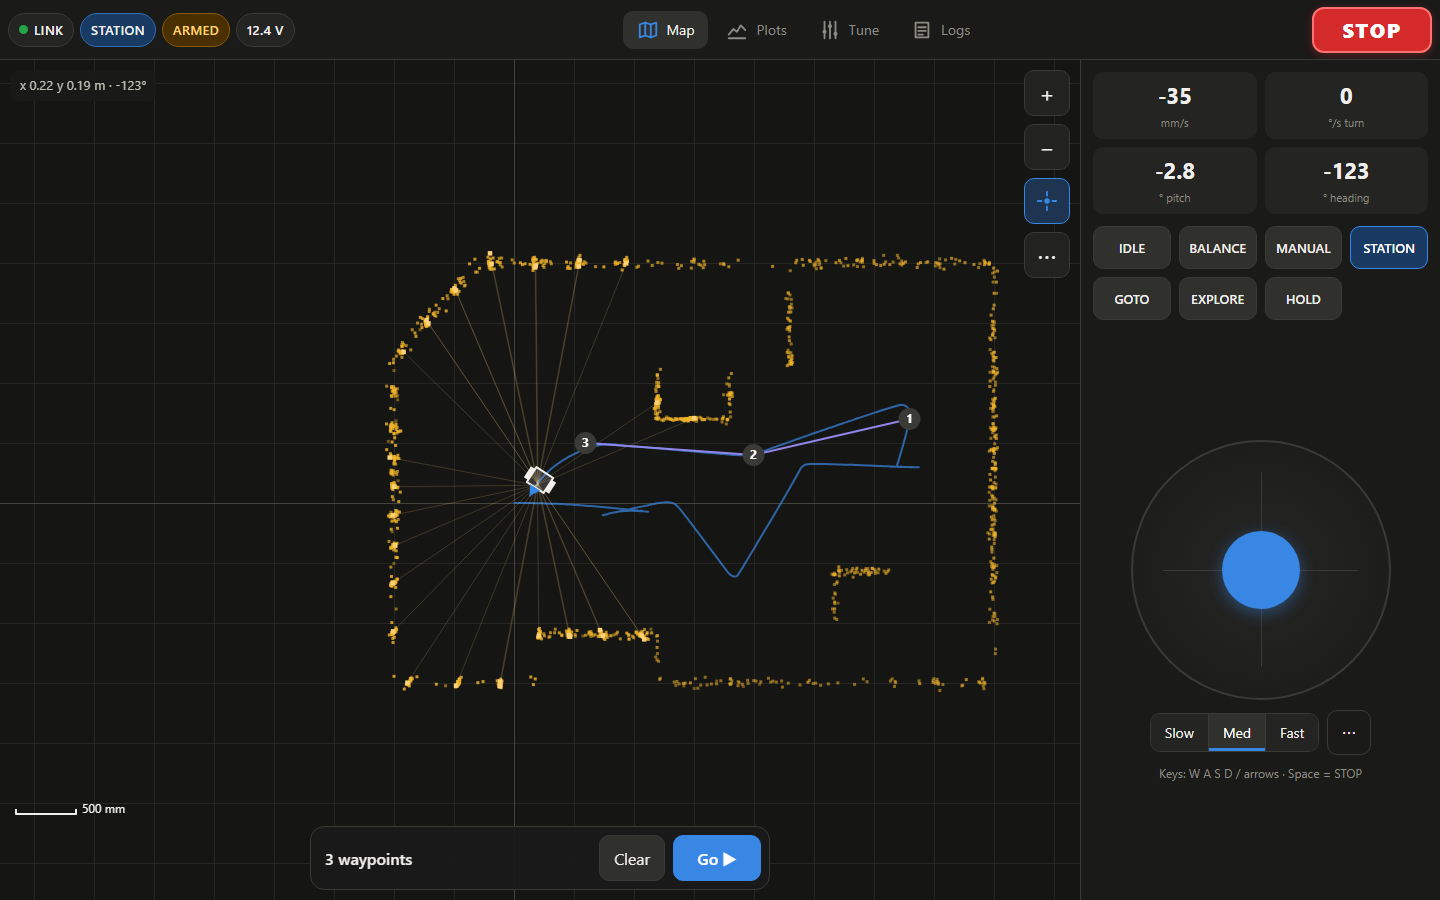 LINK STATION ARMED 12.4 V Map Plots Tune Logs STOP
x 0.22 y 0.19 m · -123°
+
−
...
-35 0
mm/s °/s turn
-2.8 -123
° pitch ° heading
IDLE BALANCE MANUAL STATION
GOTO EXPLORE HOLD
1
3
2
Slow Med Fast ...
Keys: W A S D / arrows · Space = STOP
500 mm
3 waypoints Clear Go ▶